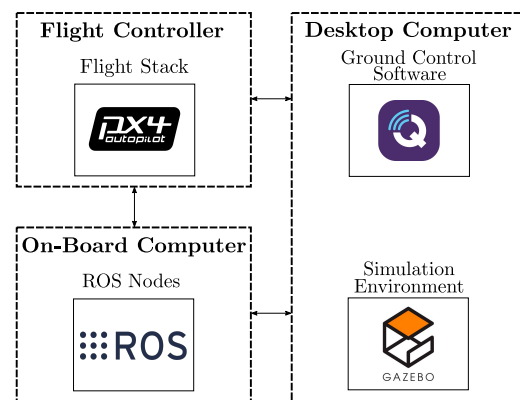 Flight Controller
Flight Stack
px4
autopilot
Desktop Computer
Ground Control
Software
Q
On-Board Computer
ROS Nodes
ROS
Simulation
Environment
GAZEBO